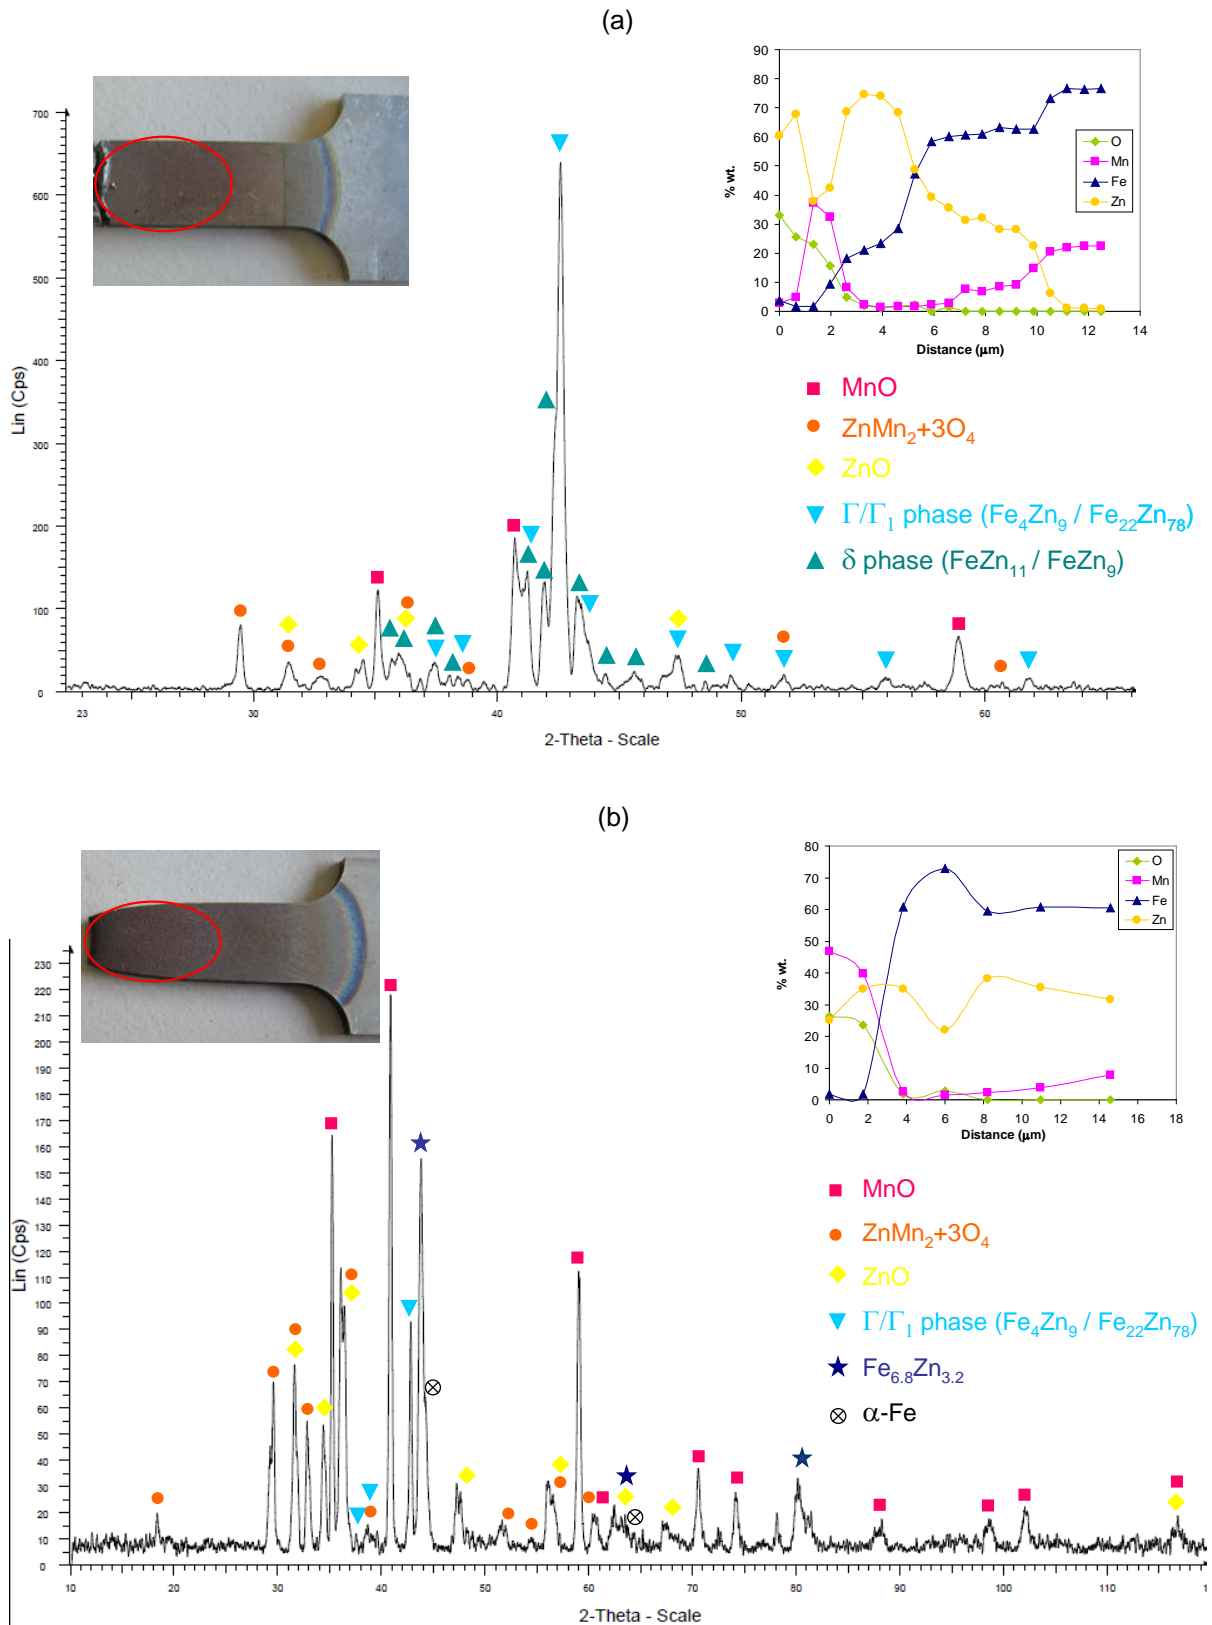 (a)
90
80
70
60
50
40
30
20
10
0
% wt.
0 2 4 6 8 10 12 14
Distance (μm)
O
Mn
Fe
Zn
700
600
500
400
300
200
100
0
Lin (Cps)
23 30 40 50 60
2-Theta - Scale
MnO
ZnMn₂+3O₄
ZnO
Γ/Γ₁ phase (Fe₄Zn₉ / Fe₂₂Zn₇₈)
δ phase (FeZn₁₁ / FeZn₉)
(b)
80
70
60
50
40
30
20
10
0
% wt.
0 2 4 6 8 10 12 14 16 18
Distance (μm)
O
Mn
Fe
Zn
230
220
210
200
190
180
170
160
150
140
130
120
110
100
90
80
70
60
50
40
30
20
10
0
Lin (Cps)
10 20 30 40 50 60 70 80 90 100 110
2-Theta - Scale
MnO
ZnMn₂+3O₄
ZnO
Γ/Γ₁ phase (Fe₄Zn₉ / Fe₂₂Zn₇₈)
Fe₆.₈Zn₃.₂
α-Fe